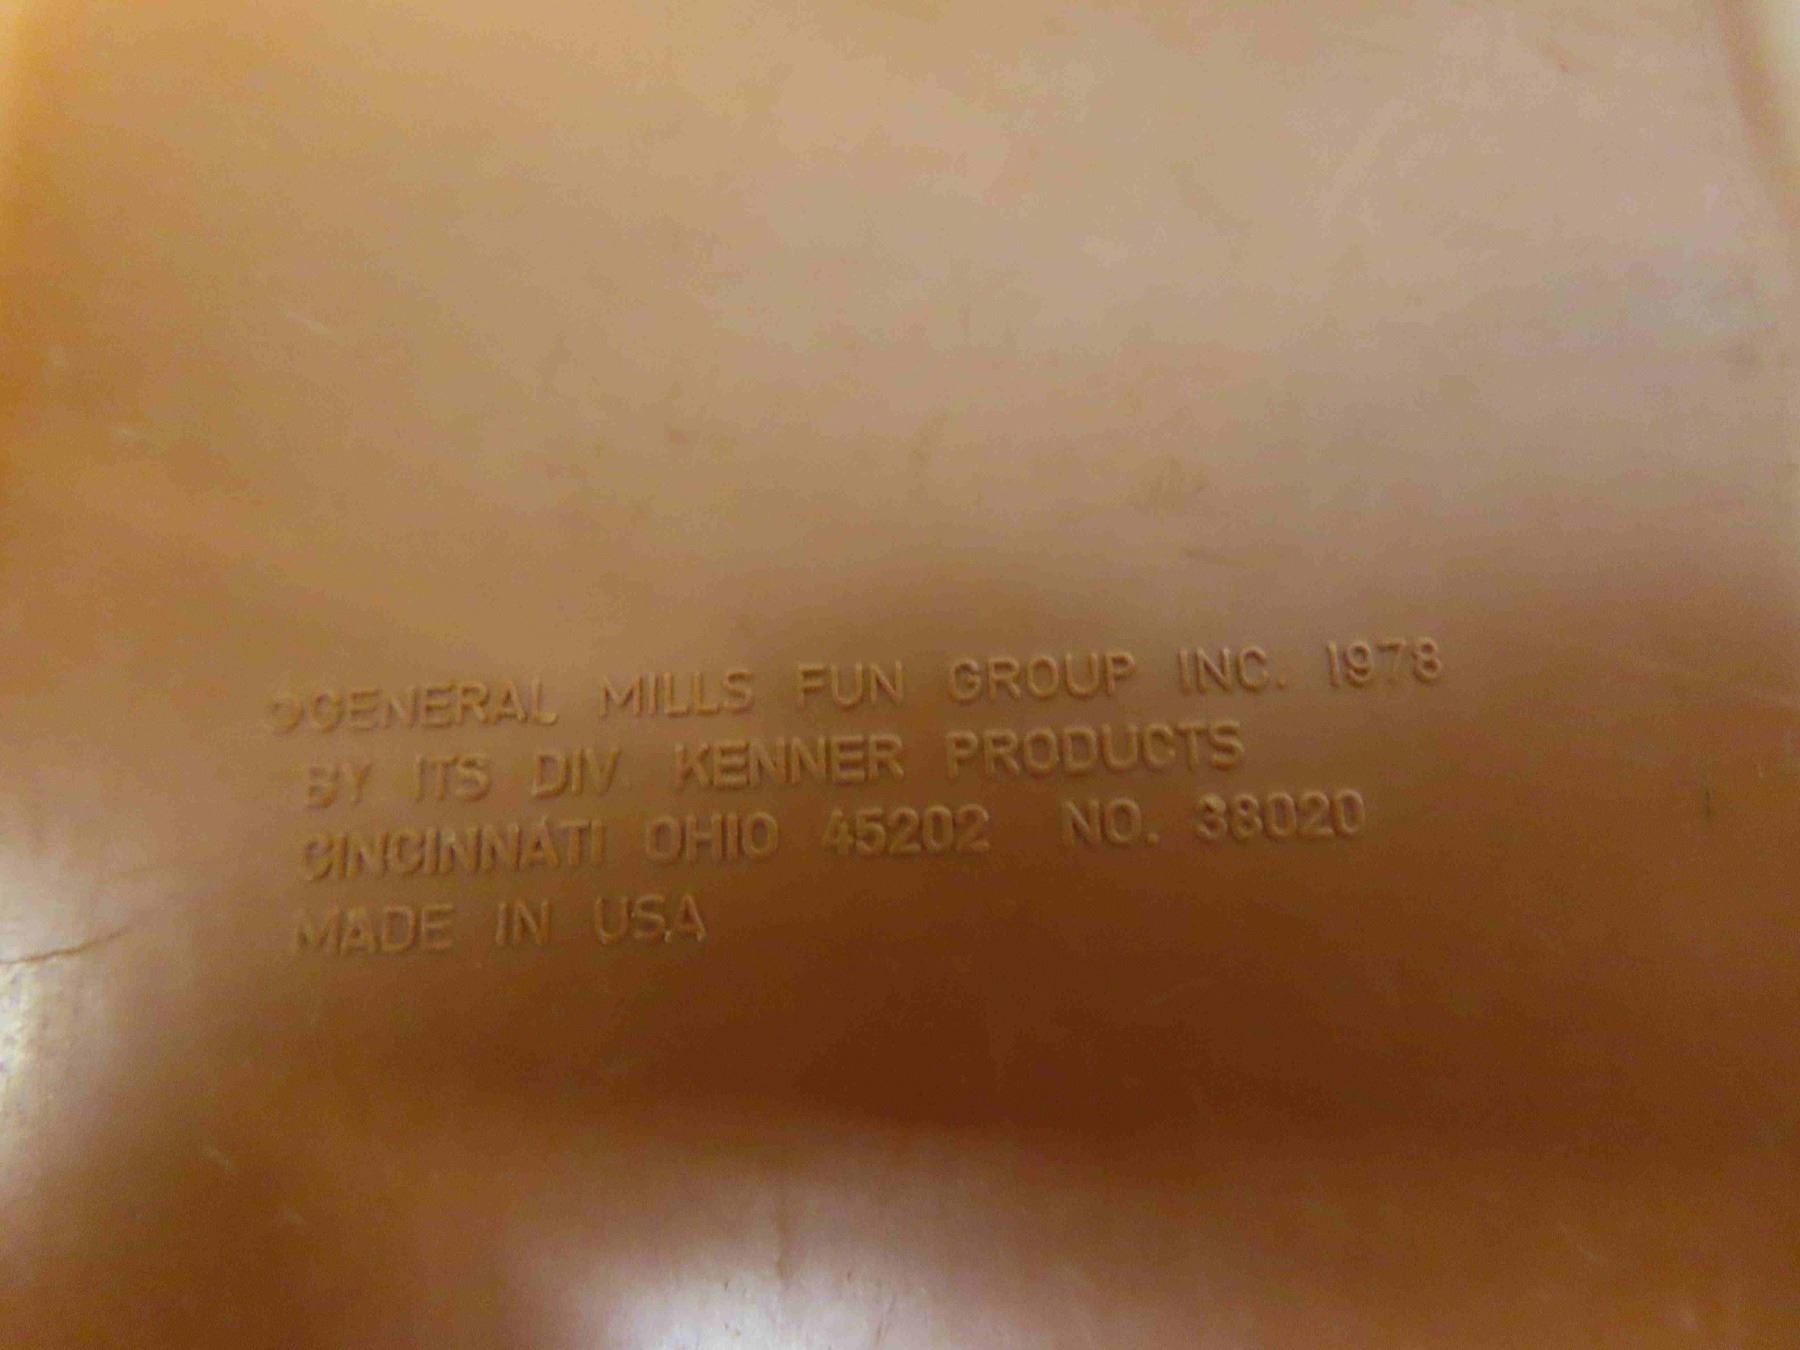 ©GENERAL MILLS FUN GROUP INC. 1978
BY ITS DIV. KENNER PRODUCTS
CINCINNATI OHIO 45202 NO. 38020
MADE IN USA